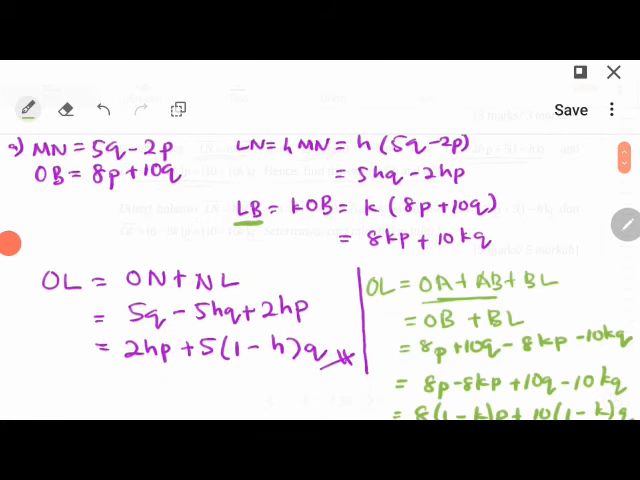 Save
a) MN = 5q - 2p
OB = 8p + 10q
LN = h MN = h (5q - 2p)
= 5hq - 2hp
LB = k OB = k (8p + 10q)
= 8kp + 10kq
OL = ON + NL
= 5q - 5hq + 2hp
= 2hp + 5(1 - h)q
OL = OA + AB + BL
= OB + BL
= 8p + 10q - 8kp - 10kq
= 8p - 8kp + 10q - 10kq
= 8(1 - k)p + 10(1 - k)q